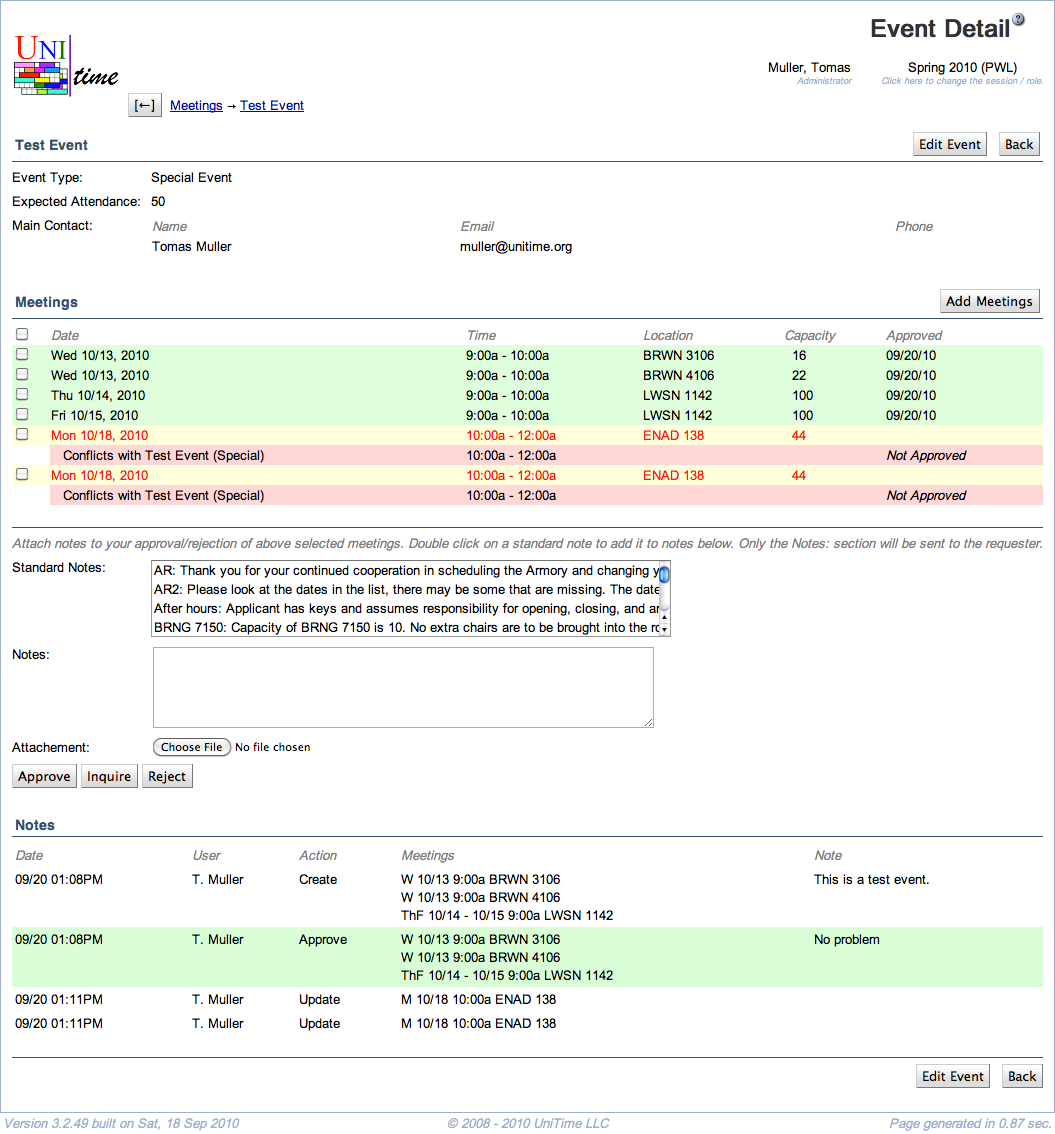 Event Detail ?
UNI time
Muller, Tomas Spring 2010 (PWL)
Administrator Click here to change the session / role.
[←] Meetings → Test Event
Test Event Edit Event Back
Event Type: Special Event
Expected Attendance: 50
Main Contact: Name Email Phone
Tomas Muller muller@unitime.org
Meetings Add Meetings
Date Time Location Capacity Approved
Wed 10/13, 2010 9:00a - 10:00a BRWN 3106 16 09/20/10
Wed 10/13, 2010 9:00a - 10:00a BRWN 4106 22 09/20/10
Thu 10/14, 2010 9:00a - 10:00a LWSN 1142 100 09/20/10
Fri 10/15, 2010 9:00a - 10:00a LWSN 1142 100 09/20/10
Mon 10/18, 2010 10:00a - 12:00a ENAD 138 44
Conflicts with Test Event (Special) 10:00a - 12:00a Not Approved
Mon 10/18, 2010 10:00a - 12:00a ENAD 138 44
Conflicts with Test Event (Special) 10:00a - 12:00a Not Approved
Attach notes to your approval/rejection of above selected meetings. Double click on a standard note to add it to notes below. Only the Notes: section will be sent to the requester.
Standard Notes: AR: Thank you for your continued cooperation in scheduling the Armory and changing
AR2: Please look at the dates in the list, there may be some that are missing. The date
After hours: Applicant has keys and assumes responsibility for opening, closing, and
BRNG 7150: Capacity of BRNG 7150 is 10. No extra chairs are to be brought into the
Notes:
Attachement: Choose File No file chosen
Approve Inquire Reject
Notes
Date User Action Meetings Note
09/20 01:08PM T. Muller Create W 10/13 9:00a BRWN 3106 This is a test event.
W 10/13 9:00a BRWN 4106
ThF 10/14 - 10/15 9:00a LWSN 1142
09/20 01:08PM T. Muller Approve W 10/13 9:00a BRWN 3106 No problem
W 10/13 9:00a BRWN 4106
ThF 10/14 - 10/15 9:00a LWSN 1142
09/20 01:11PM T. Muller Update M 10/18 10:00a ENAD 138
09/20 01:11PM T. Muller Update M 10/18 10:00a ENAD 138
Edit Event Back
Version 3.2.49 built on Sat, 18 Sep 2010 © 2008 - 2010 UniTime LLC Page generated in 0.87 sec.